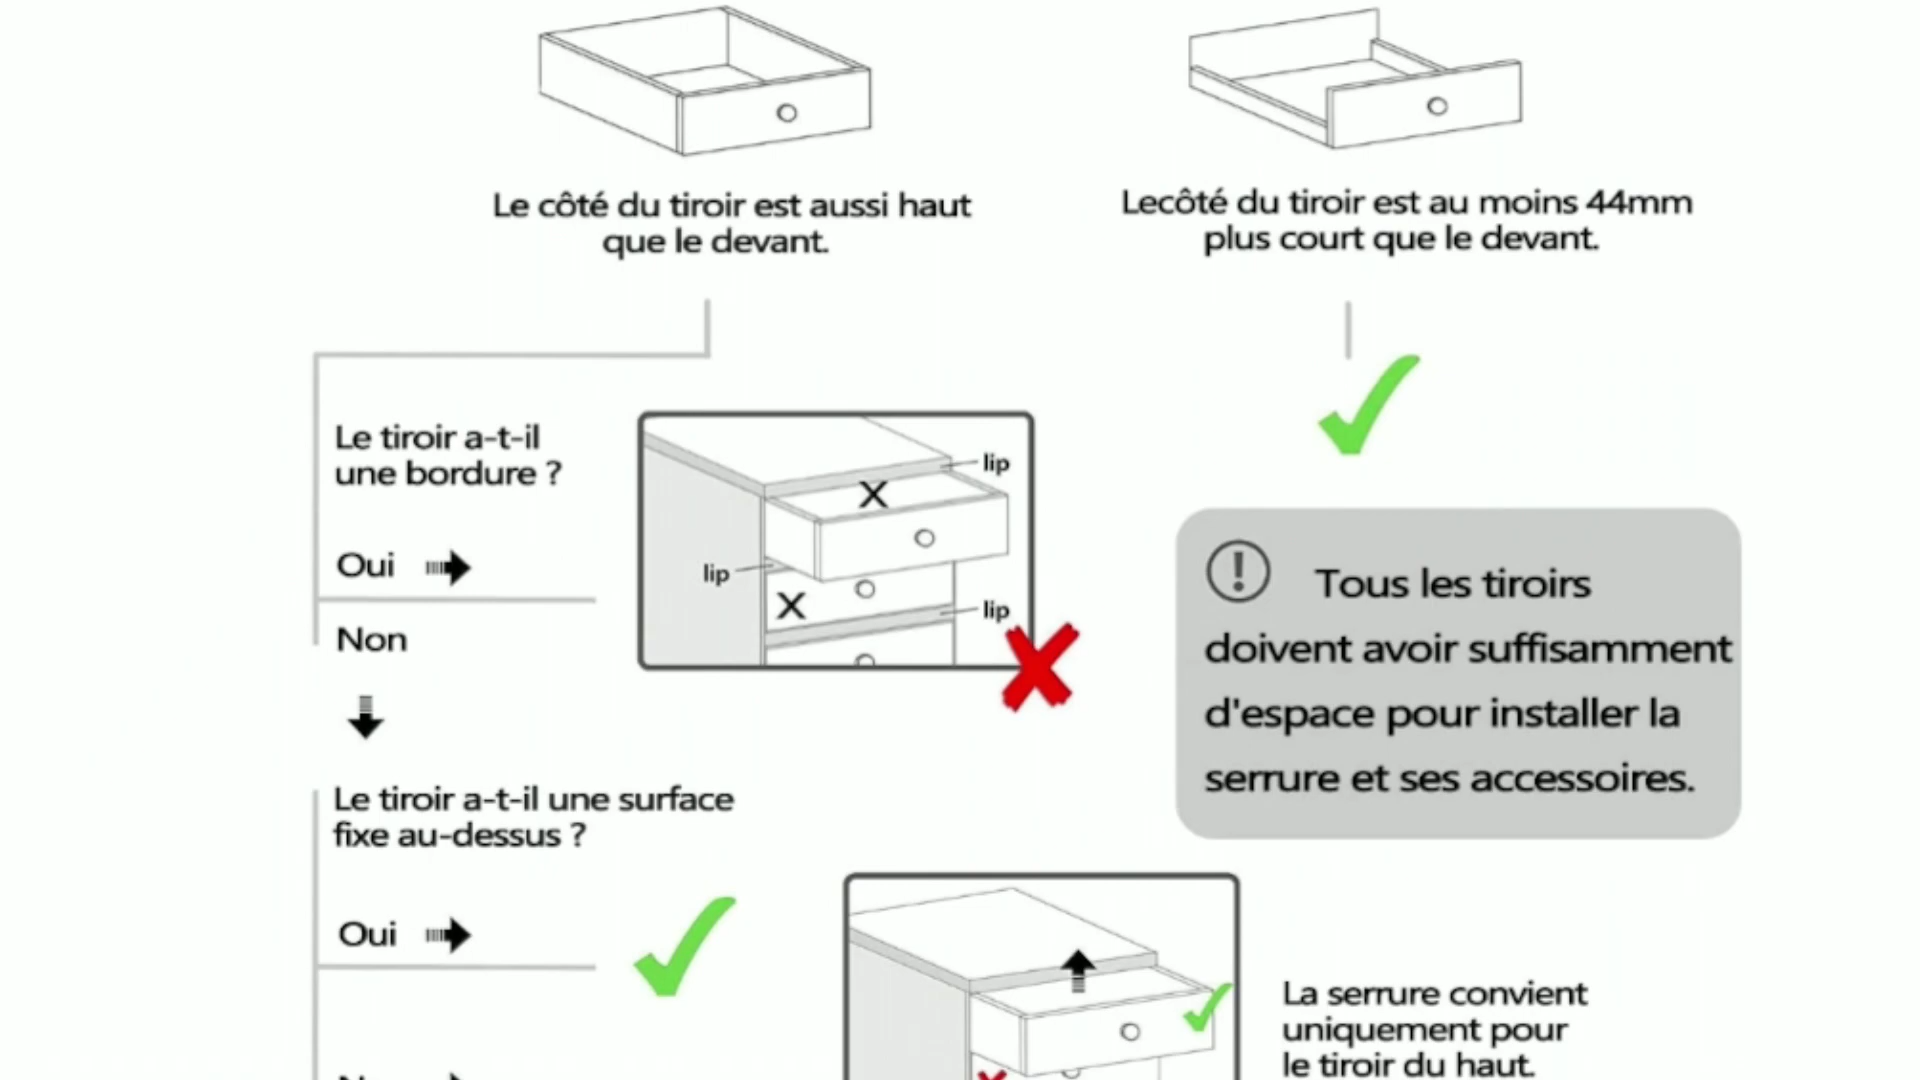 Le côté du tiroir est aussi haut
que le devant.
Lecôté du tiroir est au moins 44mm
plus court que le devant.
Le tiroir a-t-il
une bordure ?
Oui
Non
lip
X
lip
X
lip
Tous les tiroirs
doivent avoir suffisamment
d'espace pour installer la
serrure et ses accessoires.
Le tiroir a-t-il une surface
fixe au-dessus ?
Oui
La serrure convient
uniquement pour
le tiroir du haut.